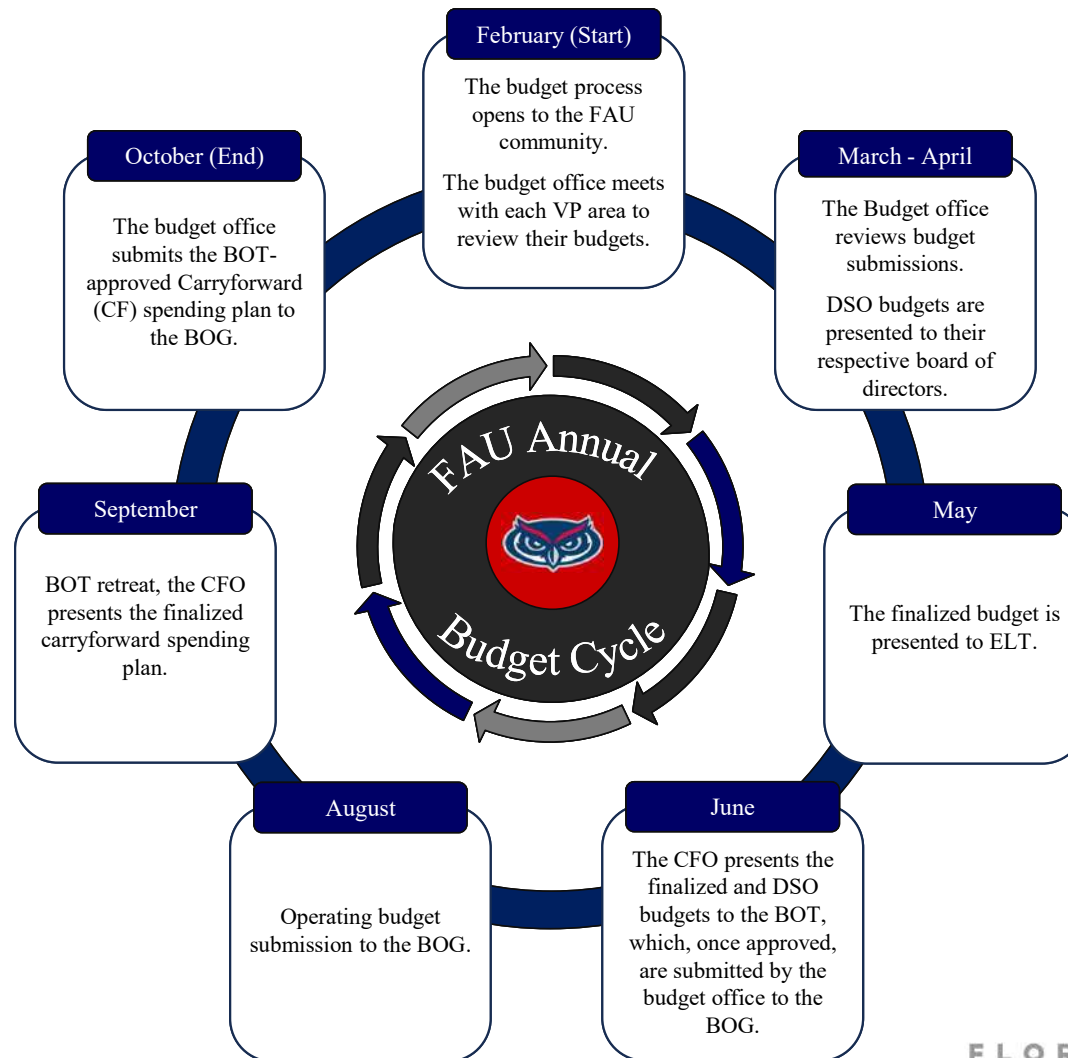 February (Start)
The budget process
opens to the FAU
community.
The budget office meets
with each VP area to
review their budgets.
March - April
The Budget office
reviews budget
submissions.
DSO budgets are
presented to their
respective board of
directors.
May
The finalized budget is
presented to ELT.
June
The CFO presents the
finalized and DSO
budgets to the BOT,
which, once approved,
are submitted by the
budget office to the
BOG.
August
Operating budget
submission to the BOG.
September
BOT retreat, the CFO
presents the finalized
carryforward spending
plan.
October (End)
The budget office
submits the BOT-
approved Carryforward
(CF) spending plan to
the BOG.
FAU Annual
Budget Cycle